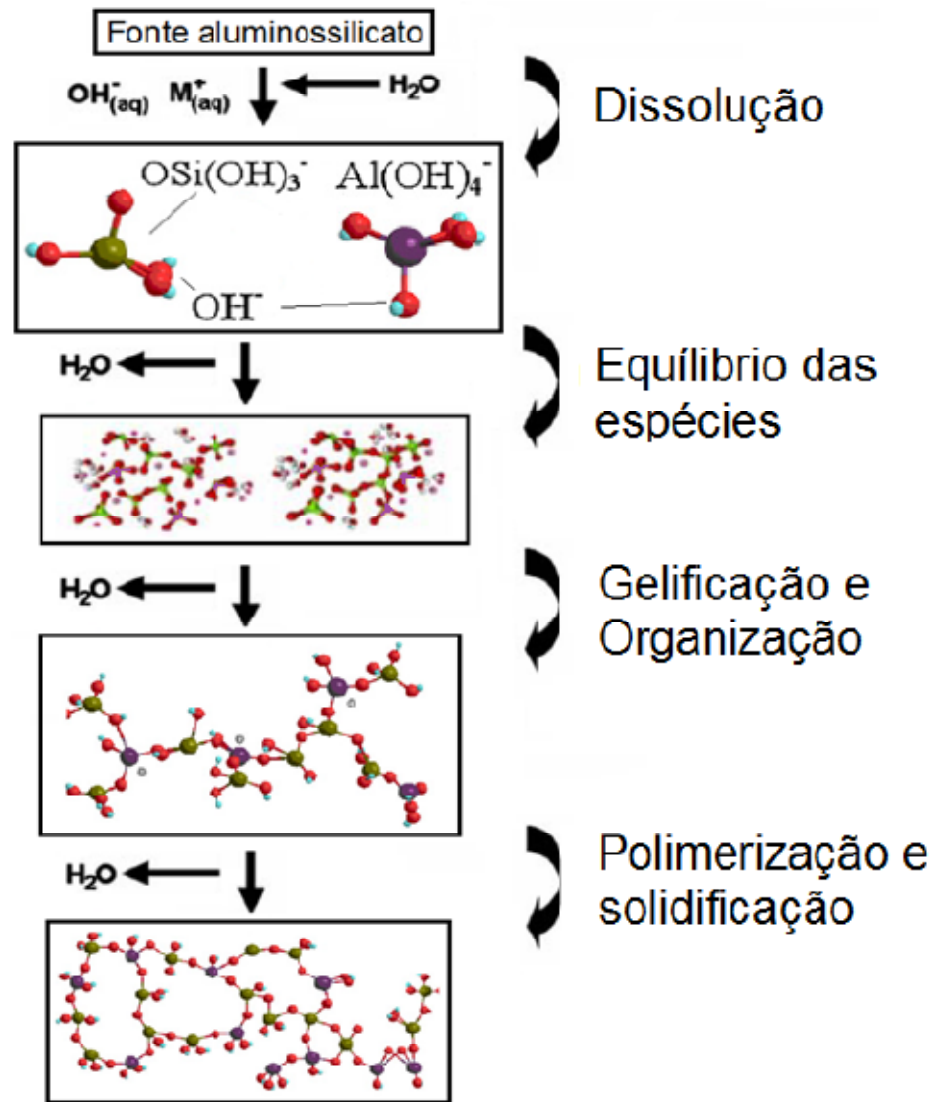 Fonte aluminossilicato
OH⁻(aq) M⁺(aq) H₂O
Dissolução
OSi(OH)₃⁻ Al(OH)₄⁻
OH⁻
H₂O
Equílibrio das
espécies
H₂O
Gelificação e
Organização
H₂O
Polimerização e
solidificação